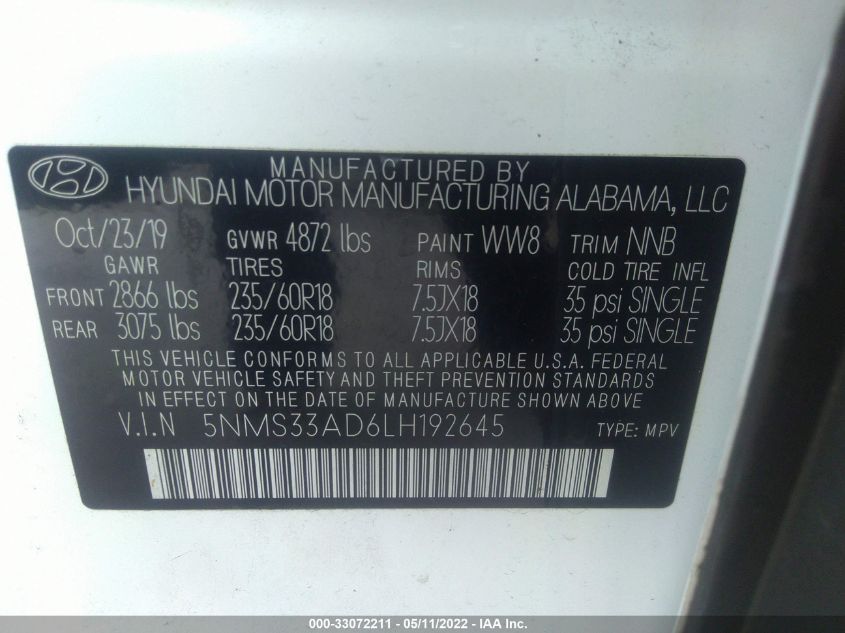 MANUFACTURED BY
HYUNDAI MOTOR MANUFACTURING ALABAMA, LLC
Oct/23/19 GVWR 4872 lbs PAINT WW8 TRIM NNB
GAWR TIRES RIMS COLD TIRE INFL
FRONT 2866 lbs 235/60R18 7.5JX18 35 psi SINGLE
REAR 3075 lbs 235/60R18 7.5JX18 35 psi SINGLE
THIS VEHICLE CONFORMS TO ALL APPLICABLE U.S.A. FEDERAL
MOTOR VEHICLE SAFETY AND THEFT PREVENTION STANDARDS
IN EFFECT ON THE DATE OF MANUFACTURE SHOWN ABOVE
V.I.N 5NMS33AD6LH192645 TYPE: MPV
000-33072211 - 05/11/2022 - IAA Inc.